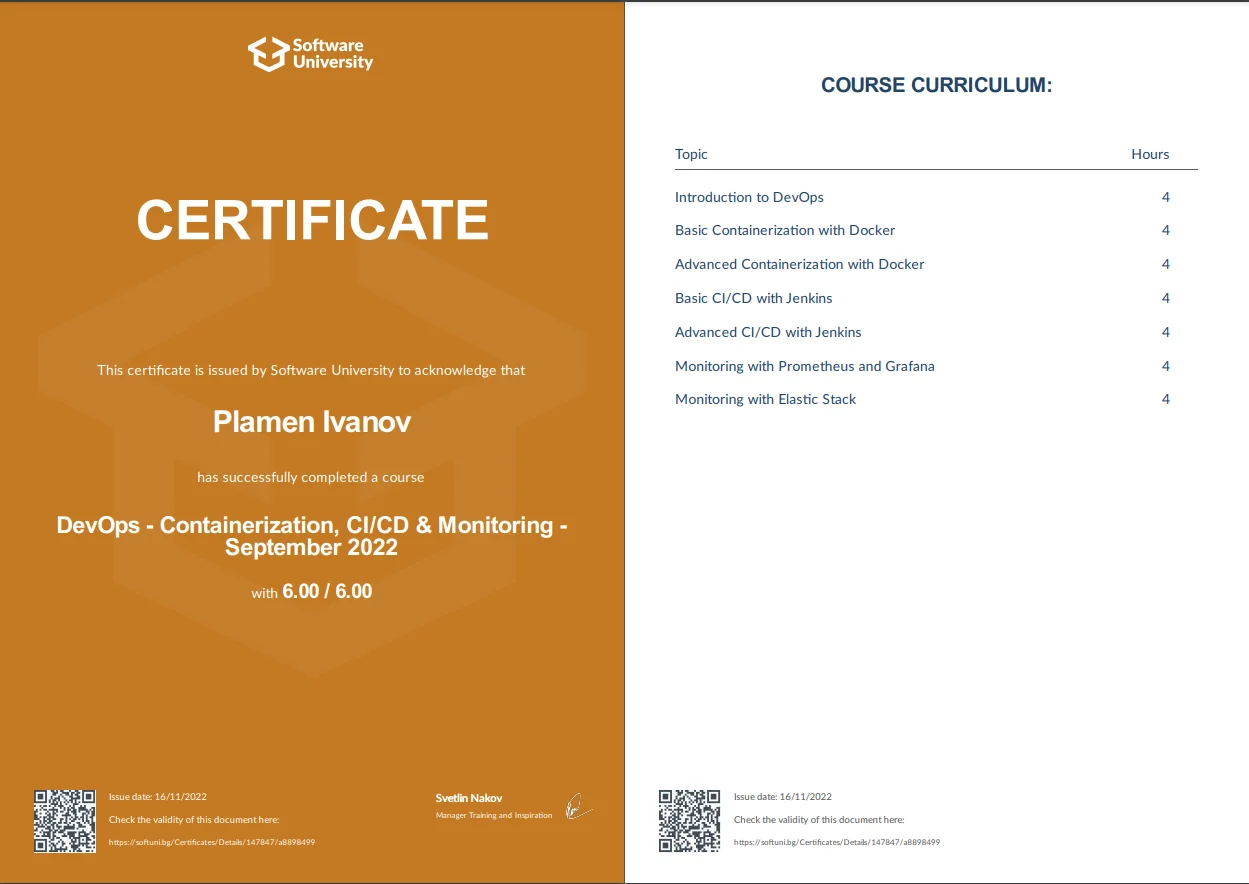 Software
University
CERTIFICATE
This certificate is issued by Software University to acknowledge that
Plamen Ivanov
has successfully completed a course
DevOps - Containerization, CI/CD & Monitoring -
September 2022
with 6.00 / 6.00
Issue date: 16/11/2022
Check the validity of this document here:
https://softuni.bg/Certificates/Details/147847/a8898499
Svetlin Nakov
Manager Training and Inspiration
COURSE CURRICULUM:
Topic Hours
Introduction to DevOps 4
Basic Containerization with Docker 4
Advanced Containerization with Docker 4
Basic CI/CD with Jenkins 4
Advanced CI/CD with Jenkins 4
Monitoring with Prometheus and Grafana 4
Monitoring with Elastic Stack 4
Issue date: 16/11/2022
Check the validity of this document here:
https://softuni.bg/Certificates/Details/147847/a8898499